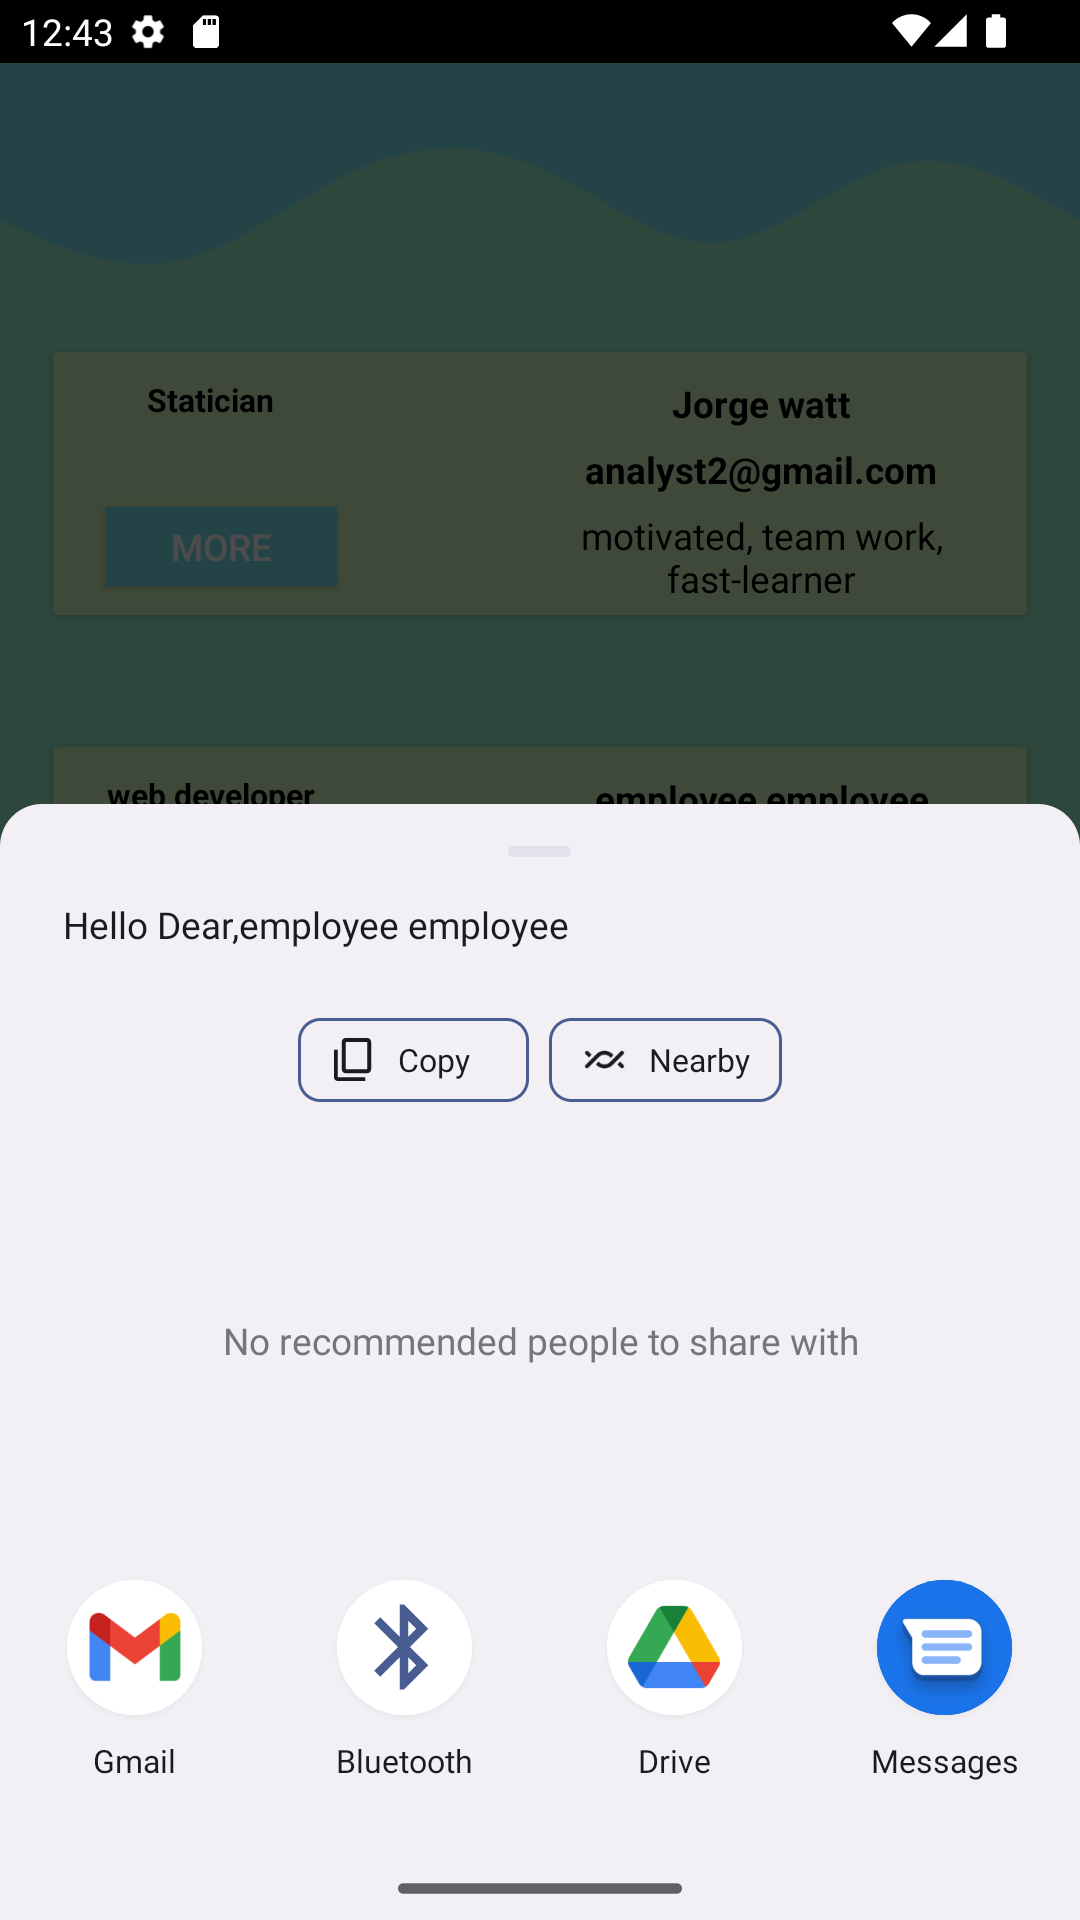 12:43
Statician
Jorge watt
analyst2@gmail.com
MORE
motivated, team work,
fast-learner
web developer
employee employee
Hello Dear,employee employee
Copy
Nearby
No recommended people to share with
Gmail
Bluetooth
Drive
Messages